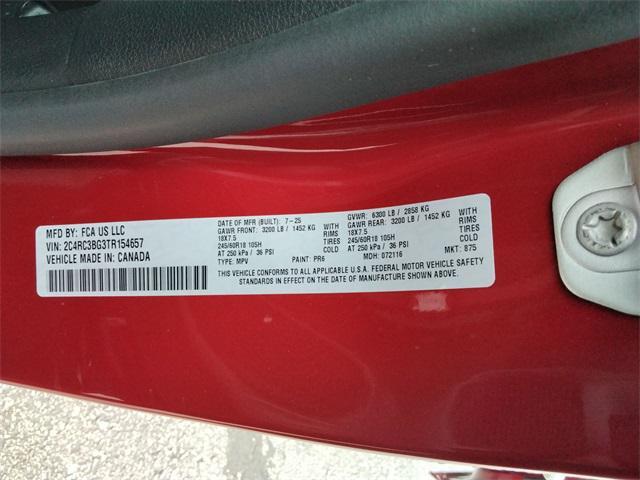 MFD BY: FCA US LLC
VIN: 2C4RC3BG3TR154657
VEHICLE MADE IN: CANADA
DATE OF MFR (BUILT): 7-25
GAWR FRONT: 3200 LB / 1452 KG WITH
18X7.5 RIMS
245/60R18 105H
AT 250 kPa / 36 PSI COLD
TYPE: MPV PAINT: PR6
GVWR: 6300 LB / 2858 KG
GAWR REAR: 3200 LB / 1452 KG WITH
18X7.5 RIMS
245/60R18 105H
AT 250 kPa / 36 PSI COLD
MDH: 072116 MKT: 875
THIS VEHICLE CONFORMS TO ALL APPLICABLE U.S.A. FEDERAL MOTOR VEHICLE SAFETY
STANDARDS IN EFFECT ON THE DATE OF MANUFACTURE SHOWN ABOVE.